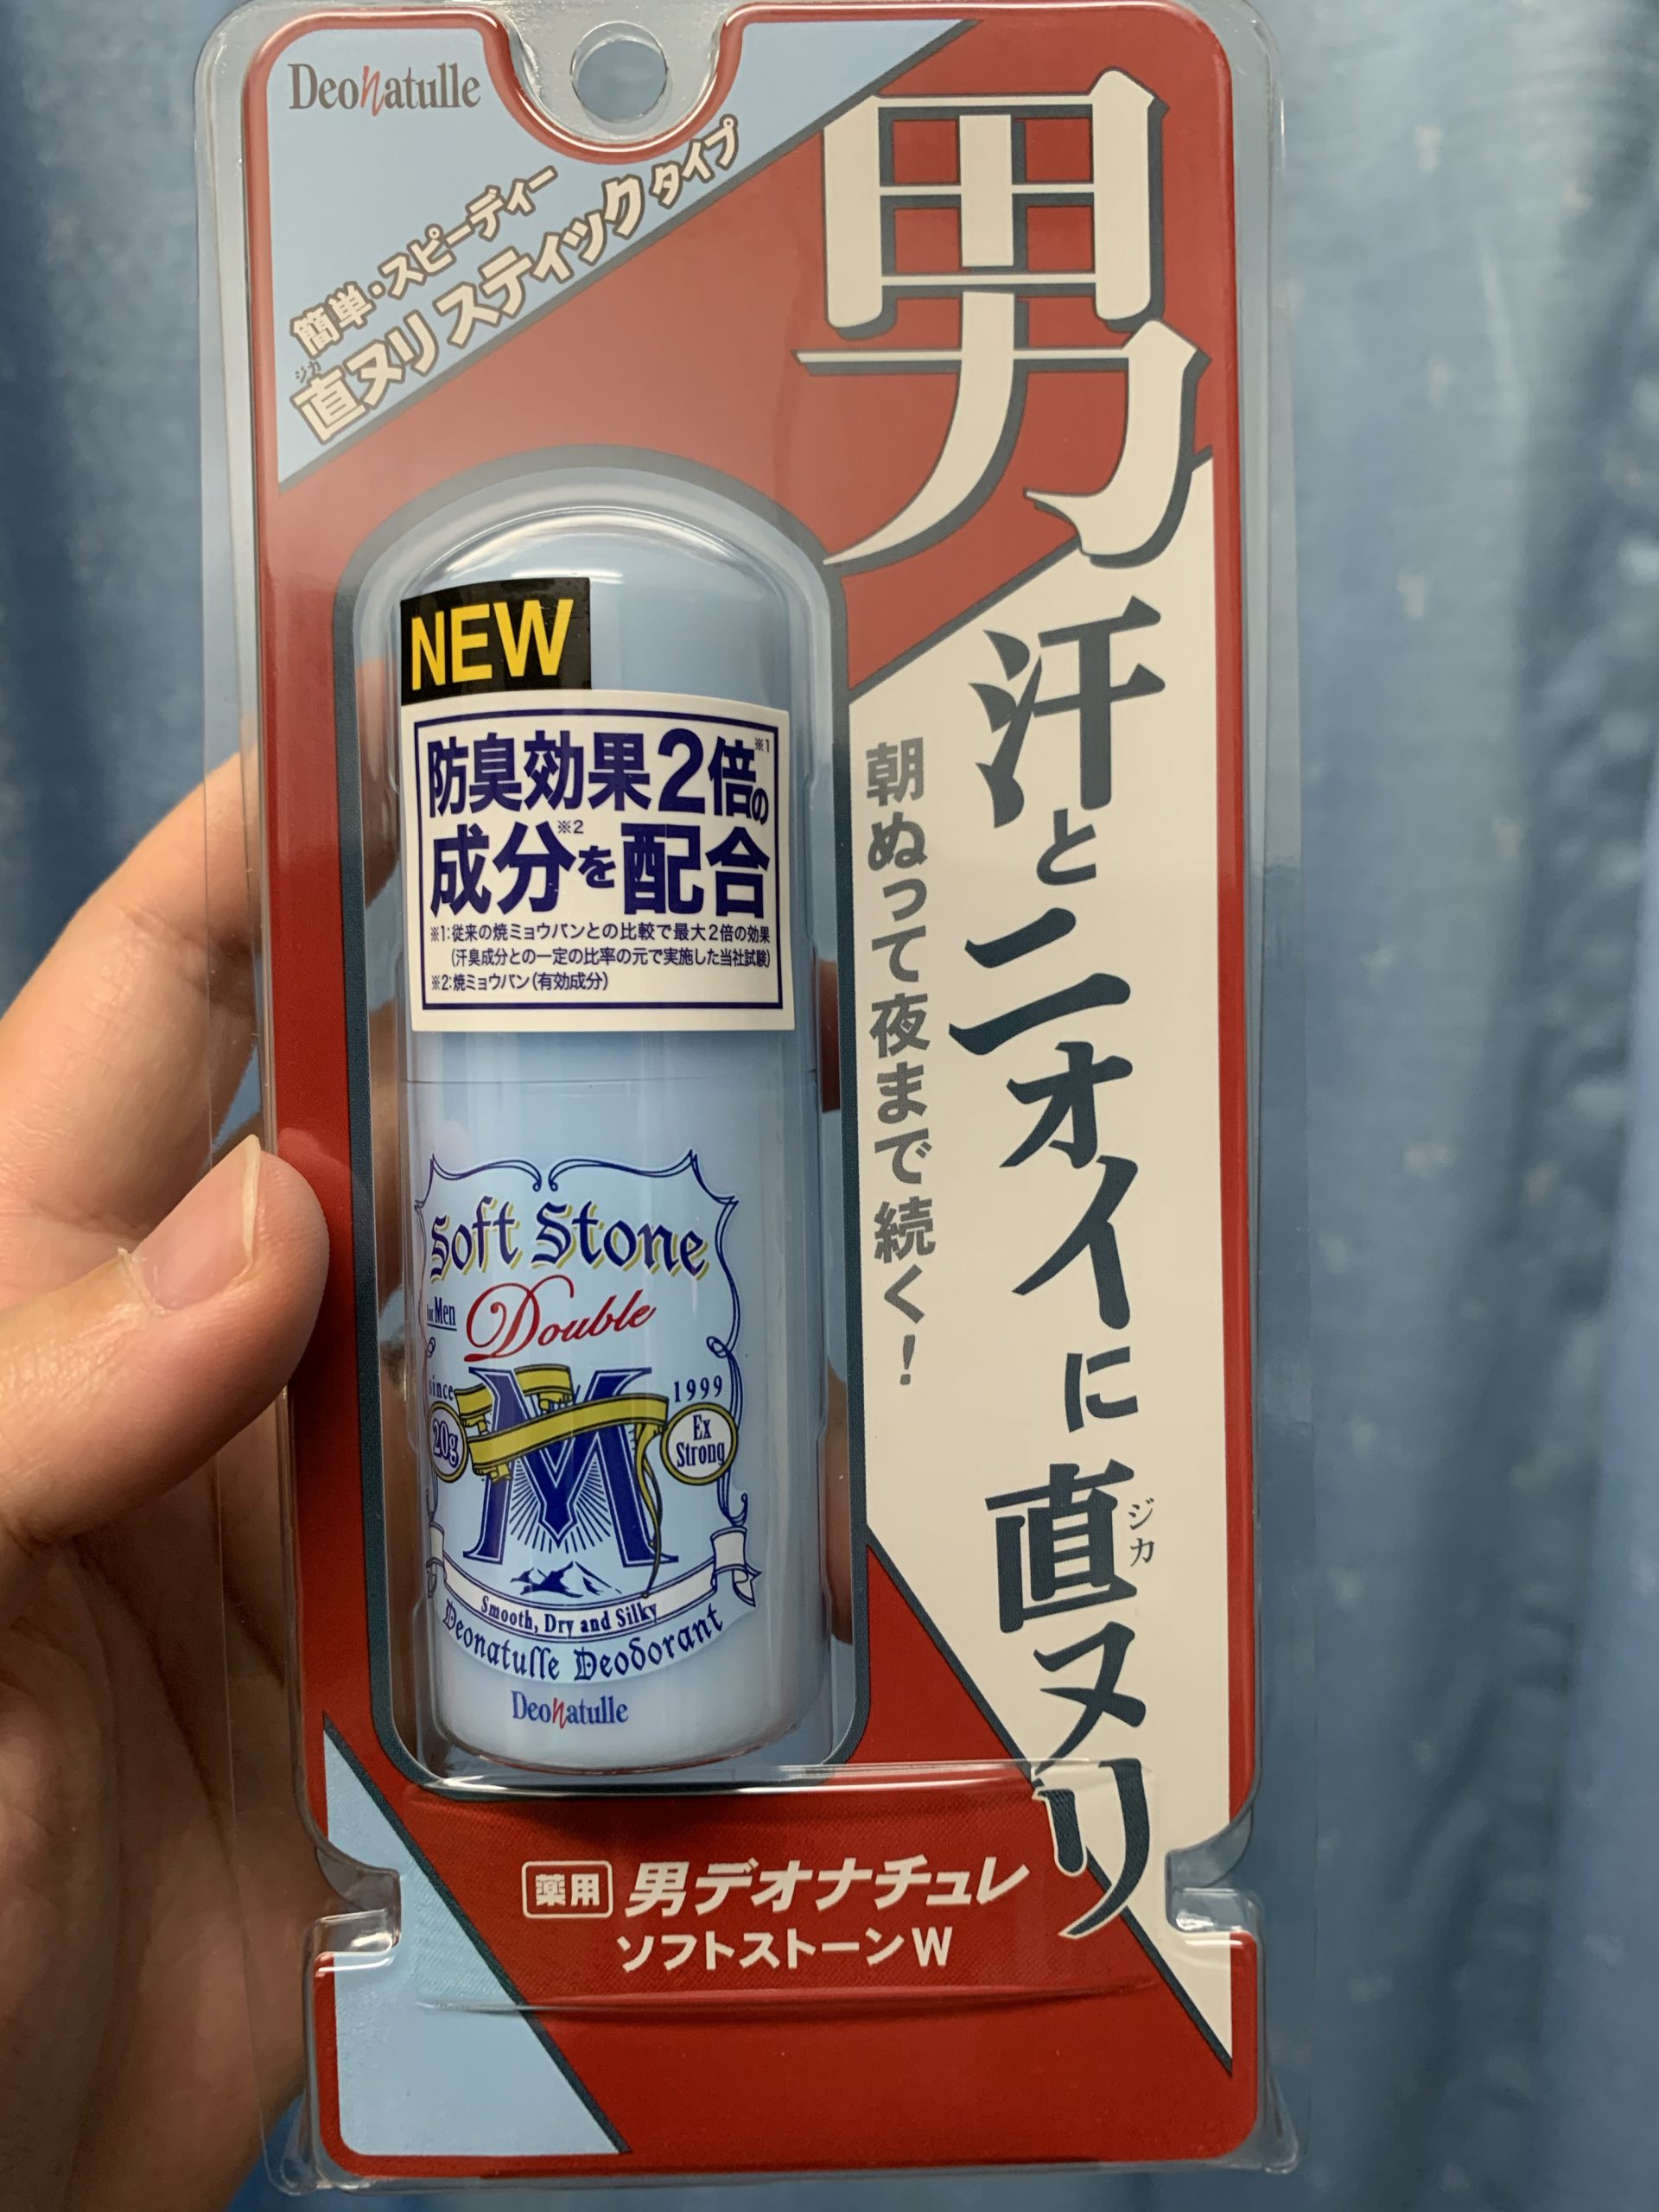 Deonatulle
簡単・スピーディー
ジカ
直ヌリ スティックタイプ
男
汗とニオイに直ヌリ
ジカ
朝ぬって夜まで続く!
NEW
防臭効果2倍の※1
成分※2を配合
※1:従来の焼ミョウバンとの比較で最大2倍の効果
(汗臭成分との一定の比率の元で実施した当社試験)
※2:焼ミョウバン(有効成分)
Soft Stone
for Men
Double
since
1999
20g
M
Ex
Strong
Smooth, Dry and Silky
Deonatulle Deodorant
Deonatulle
薬用 男デオナチュレ
ソフトストーンW